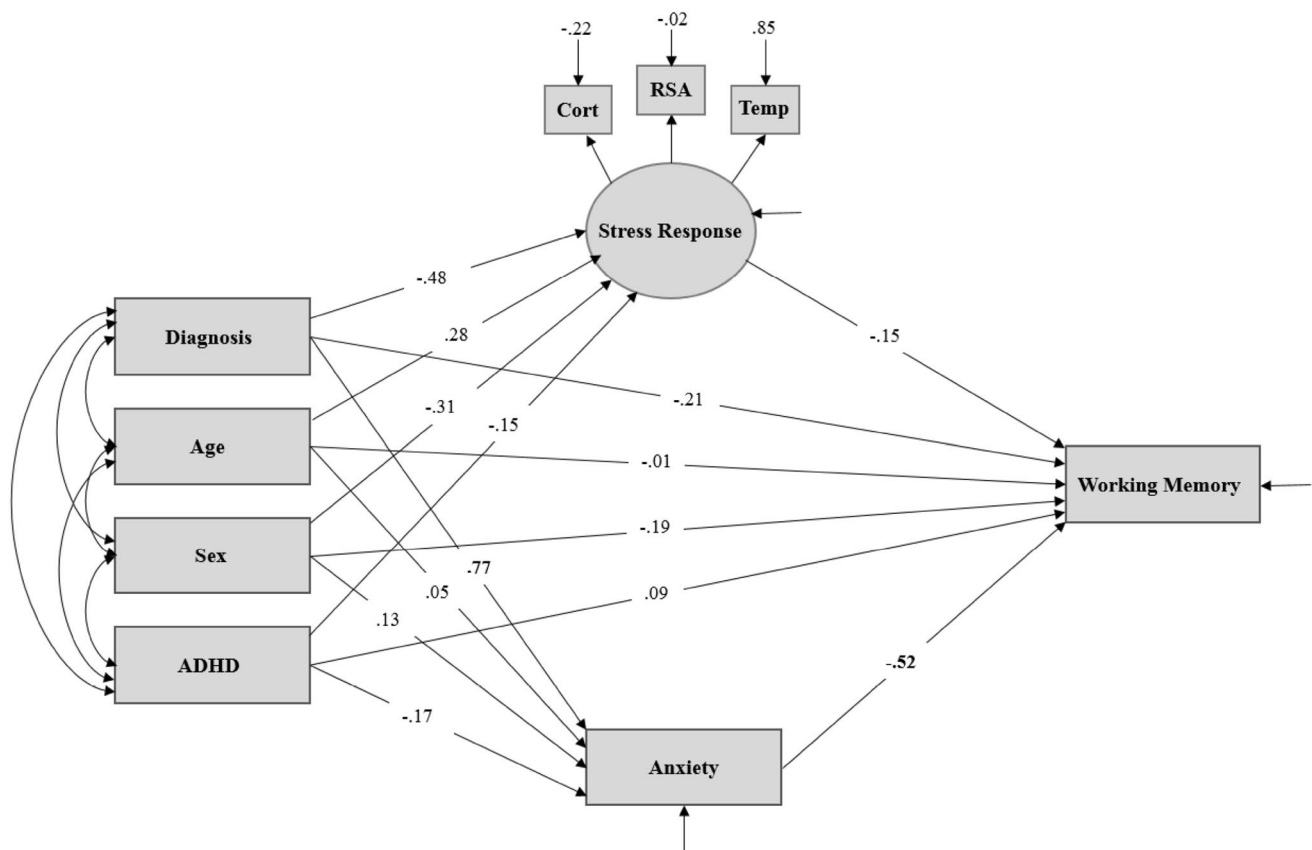 -.22
-.02
.85
Cort
RSA
Temp
Stress Response
-.48
.28
-.31
-.15
-.15
Diagnosis
-.21
Age
-.01
Working Memory
Sex
-.19
.77
.05
.13
.09
ADHD
-.17
-.52
Anxiety